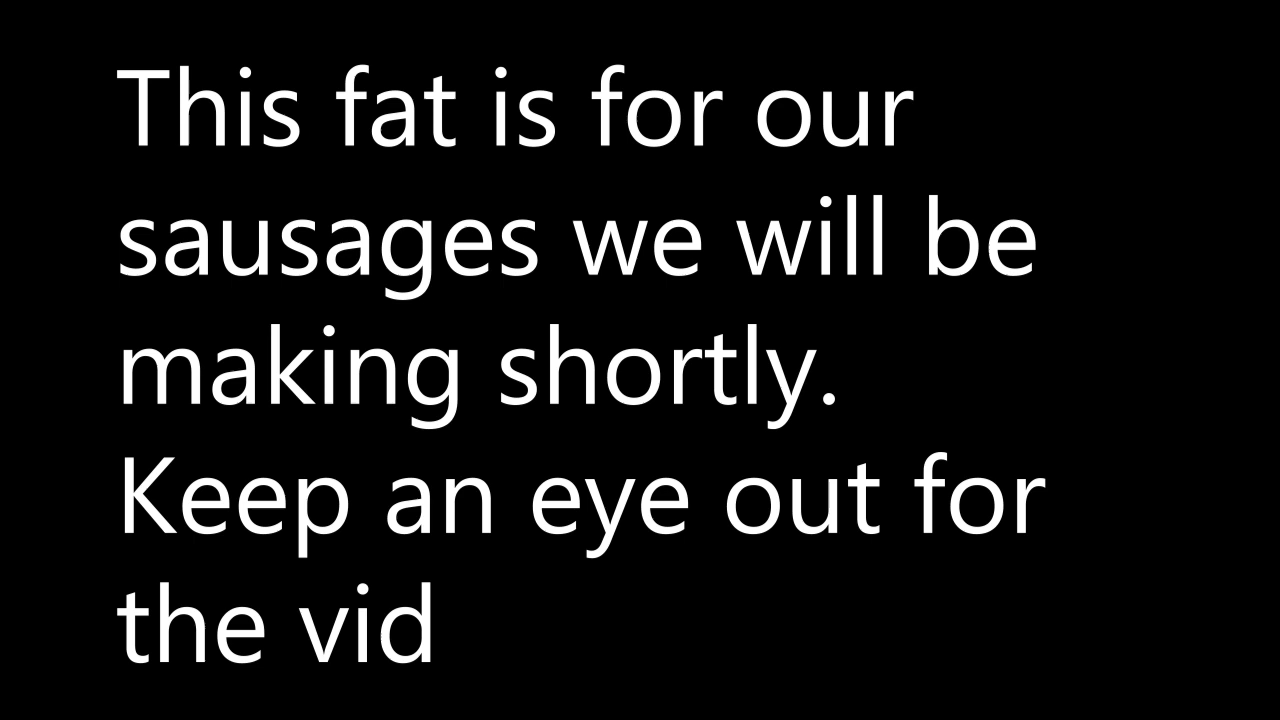 This fat is for our
sausages we will be
making shortly.
Keep an eye out for
the vid